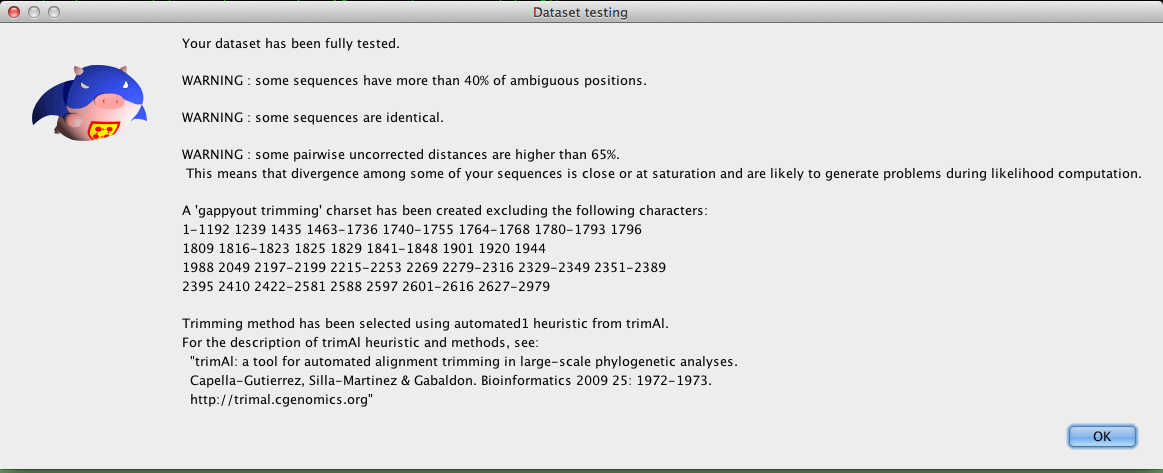 Dataset testing
Your dataset has been fully tested.
WARNING : some sequences have more than 40% of ambiguous positions.
WARNING : some sequences are identical.
WARNING : some pairwise uncorrected distances are higher than 65%.
This means that divergence among some of your sequences is close or at saturation and are likely to generate problems during likelihood computation.
A 'gappyout trimming' charset has been created excluding the following characters:
1-1192 1239 1435 1463-1736 1740-1755 1764-1768 1780-1793 1796
1809 1816-1823 1825 1829 1841-1848 1901 1920 1944
1988 2049 2197-2199 2215-2253 2269 2279-2316 2329-2349 2351-2389
2395 2410 2422-2581 2588 2597 2601-2616 2627-2979
Trimming method has been selected using automated1 heuristic from trimAl.
For the description of trimAl heuristic and methods, see:
"trimAl: a tool for automated alignment trimming in large-scale phylogenetic analyses.
Capella-Gutierrez, Silla-Martinez & Gabaldon. Bioinformatics 2009 25: 1972-1973.
http://trimal.cgenomics.org"
OK